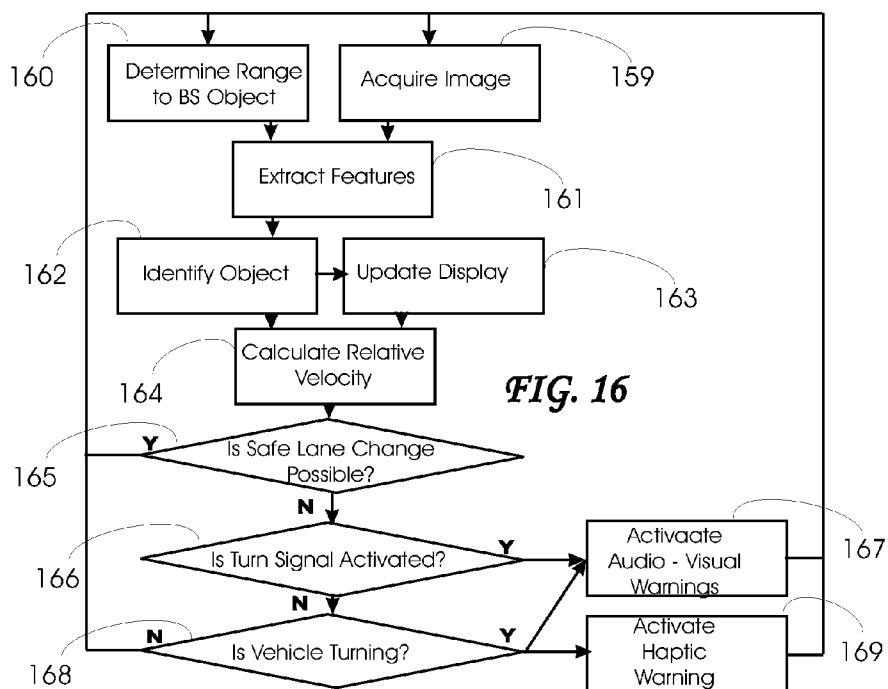 160
Determine Range
to BS Object
Acquire Image
159
Extract Features
161
162
Identify Object
Update Display
163
164
Calculate Relative
Velocity
FIG. 16
165
Y
Is Safe Lane Change
Possible?
N
166
Is Turn Signal Activated?
Y
Activaate
Audio - Visual
Warnings
167
N
168
N
Is Vehicle Turning?
Y
Activate
Haptic
Warning
169